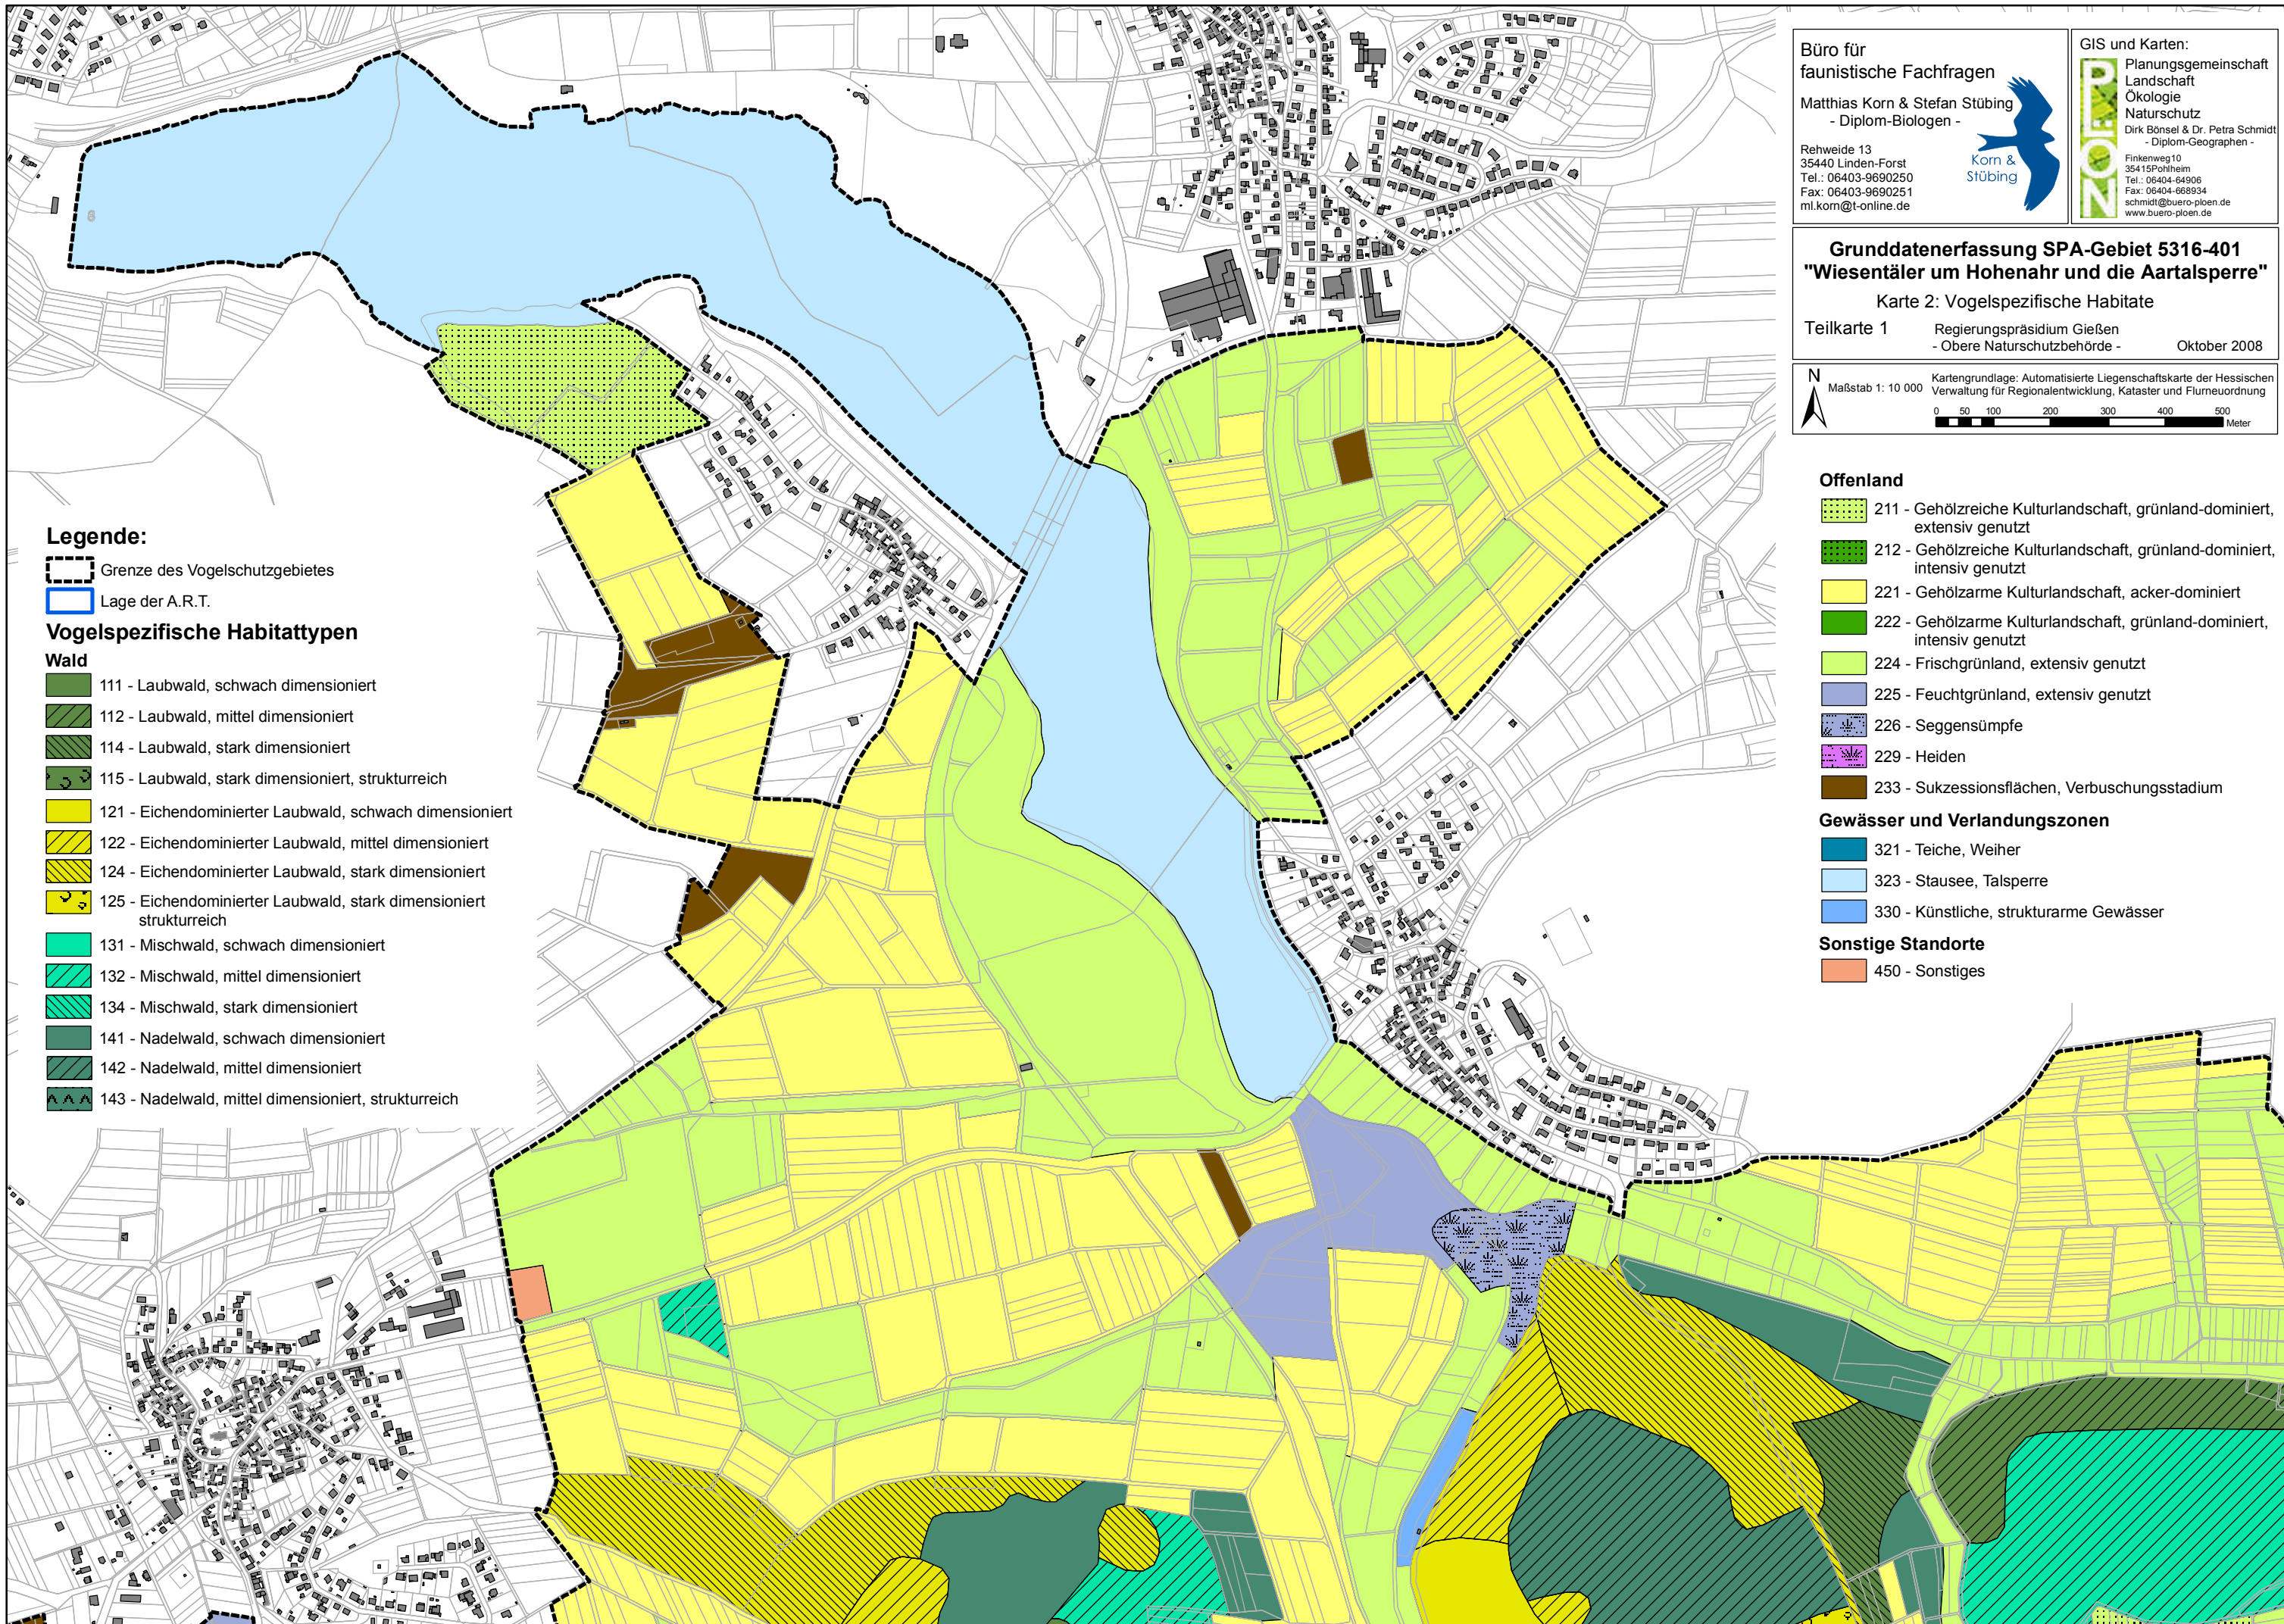 Büro für
faunistische Fachfragen
Matthias Korn & Stefan Stübing
- Diplom-Biologen -
Rehweide 13
35440 Linden-Forst
Tel.: 06403-9690250
Fax: 06403-9690251
ml.korn@t-online.de
Korn &
Stübing
GIS und Karten:
PLÖN
Planungsgemeinschaft
Landschaft
Ökologie
Naturschutz
Dirk Bönsel & Dr. Petra Schmidt
- Diplom-Geographen -
Finkenweg10
35415Pohlheim
Tel.: 06404-64906
Fax: 06404-668934
schmidt@buero-ploen.de
www.buero-ploen.de
Grunddatenerfassung SPA-Gebiet 5316-401
"Wiesentäler um Hohenahr und die Aartalsperre"
Karte 2: Vogelspezifische Habitate
Teilkarte 1
Regierungspräsidium Gießen
- Obere Naturschutzbehörde -
Oktober 2008
N
Maßstab 1: 10 000
Kartengrundlage: Automatisierte Liegenschaftskarte der Hessischen
Verwaltung für Regionalentwicklung, Kataster und Flurneuordnung
0 50 100 200 300 400 500
Meter
Legende:
Grenze des Vogelschutzgebietes
Lage der A.R.T.
Vogelspezifische Habitattypen
Wald
111 - Laubwald, schwach dimensioniert
112 - Laubwald, mittel dimensioniert
114 - Laubwald, stark dimensioniert
115 - Laubwald, stark dimensioniert, strukturreich
121 - Eichendominierter Laubwald, schwach dimensioniert
122 - Eichendominierter Laubwald, mittel dimensioniert
124 - Eichendominierter Laubwald, stark dimensioniert
125 - Eichendominierter Laubwald, stark dimensioniert
strukturreich
131 - Mischwald, schwach dimensioniert
132 - Mischwald, mittel dimensioniert
134 - Mischwald, stark dimensioniert
141 - Nadelwald, schwach dimensioniert
142 - Nadelwald, mittel dimensioniert
143 - Nadelwald, mittel dimensioniert, strukturreich
Offenland
211 - Gehölzreiche Kulturlandschaft, grünland-dominiert,
extensiv genutzt
212 - Gehölzreiche Kulturlandschaft, grünland-dominiert,
intensiv genutzt
221 - Gehölzarme Kulturlandschaft, acker-dominiert
222 - Gehölzarme Kulturlandschaft, grünland-dominiert,
intensiv genutzt
224 - Frischgrünland, extensiv genutzt
225 - Feuchtgrünland, extensiv genutzt
226 - Seggensümpfe
229 - Heiden
233 - Sukzessionsflächen, Verbuschungsstadium
Gewässer und Verlandungszonen
321 - Teiche, Weiher
323 - Stausee, Talsperre
330 - Künstliche, strukturarme Gewässer
Sonstige Standorte
450 - Sonstiges